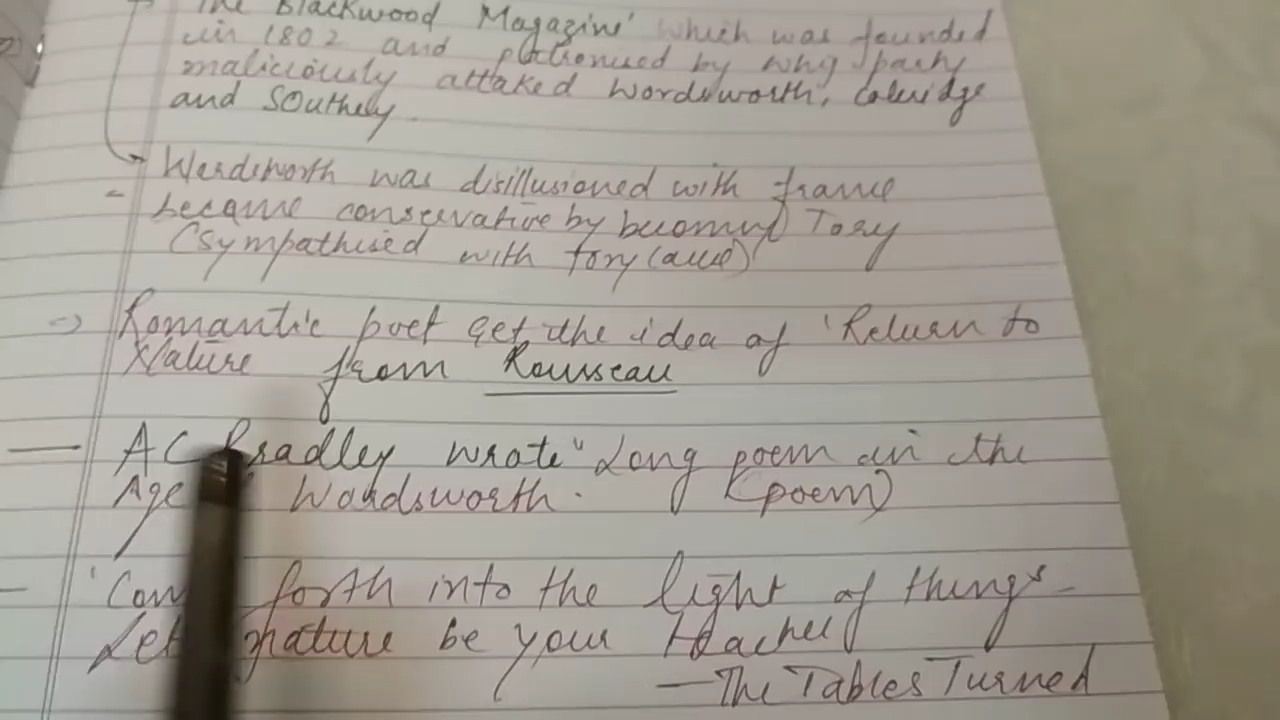 The Blackwood Magazine' which was founded
in 1802 and patronised by whig party
maliciously attaked Wordsworth, Coleridge
and Southely
Wordsworth was disillusioned with france
- became conservative by becoming Tory
(sympathised with tory
⇒ Romantic poet get the idea of 'Return to
Nature from Rousseau
— AC Bradley wrote "Long poem in the
Age Wordsworth. (poem)
- 'Com forth into the light of things -
Let nature be your teacher
— The Tables Turned